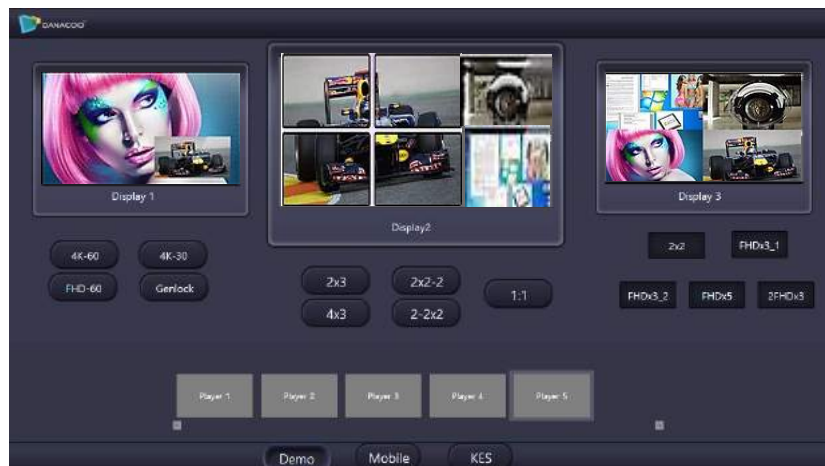 DANACOO
Display 1
Display2
Display 3
4K-60
4K-30
FHD-60
Genlock
2x3
2x2-2
1:1
4x3
2-2x2
2x2
FHDx3_1
FHDx3_2
FHDx5
2FHDx3
Player 1
Player 2
Player 3
Player 4
Player 5
Demo
Mobile
KES